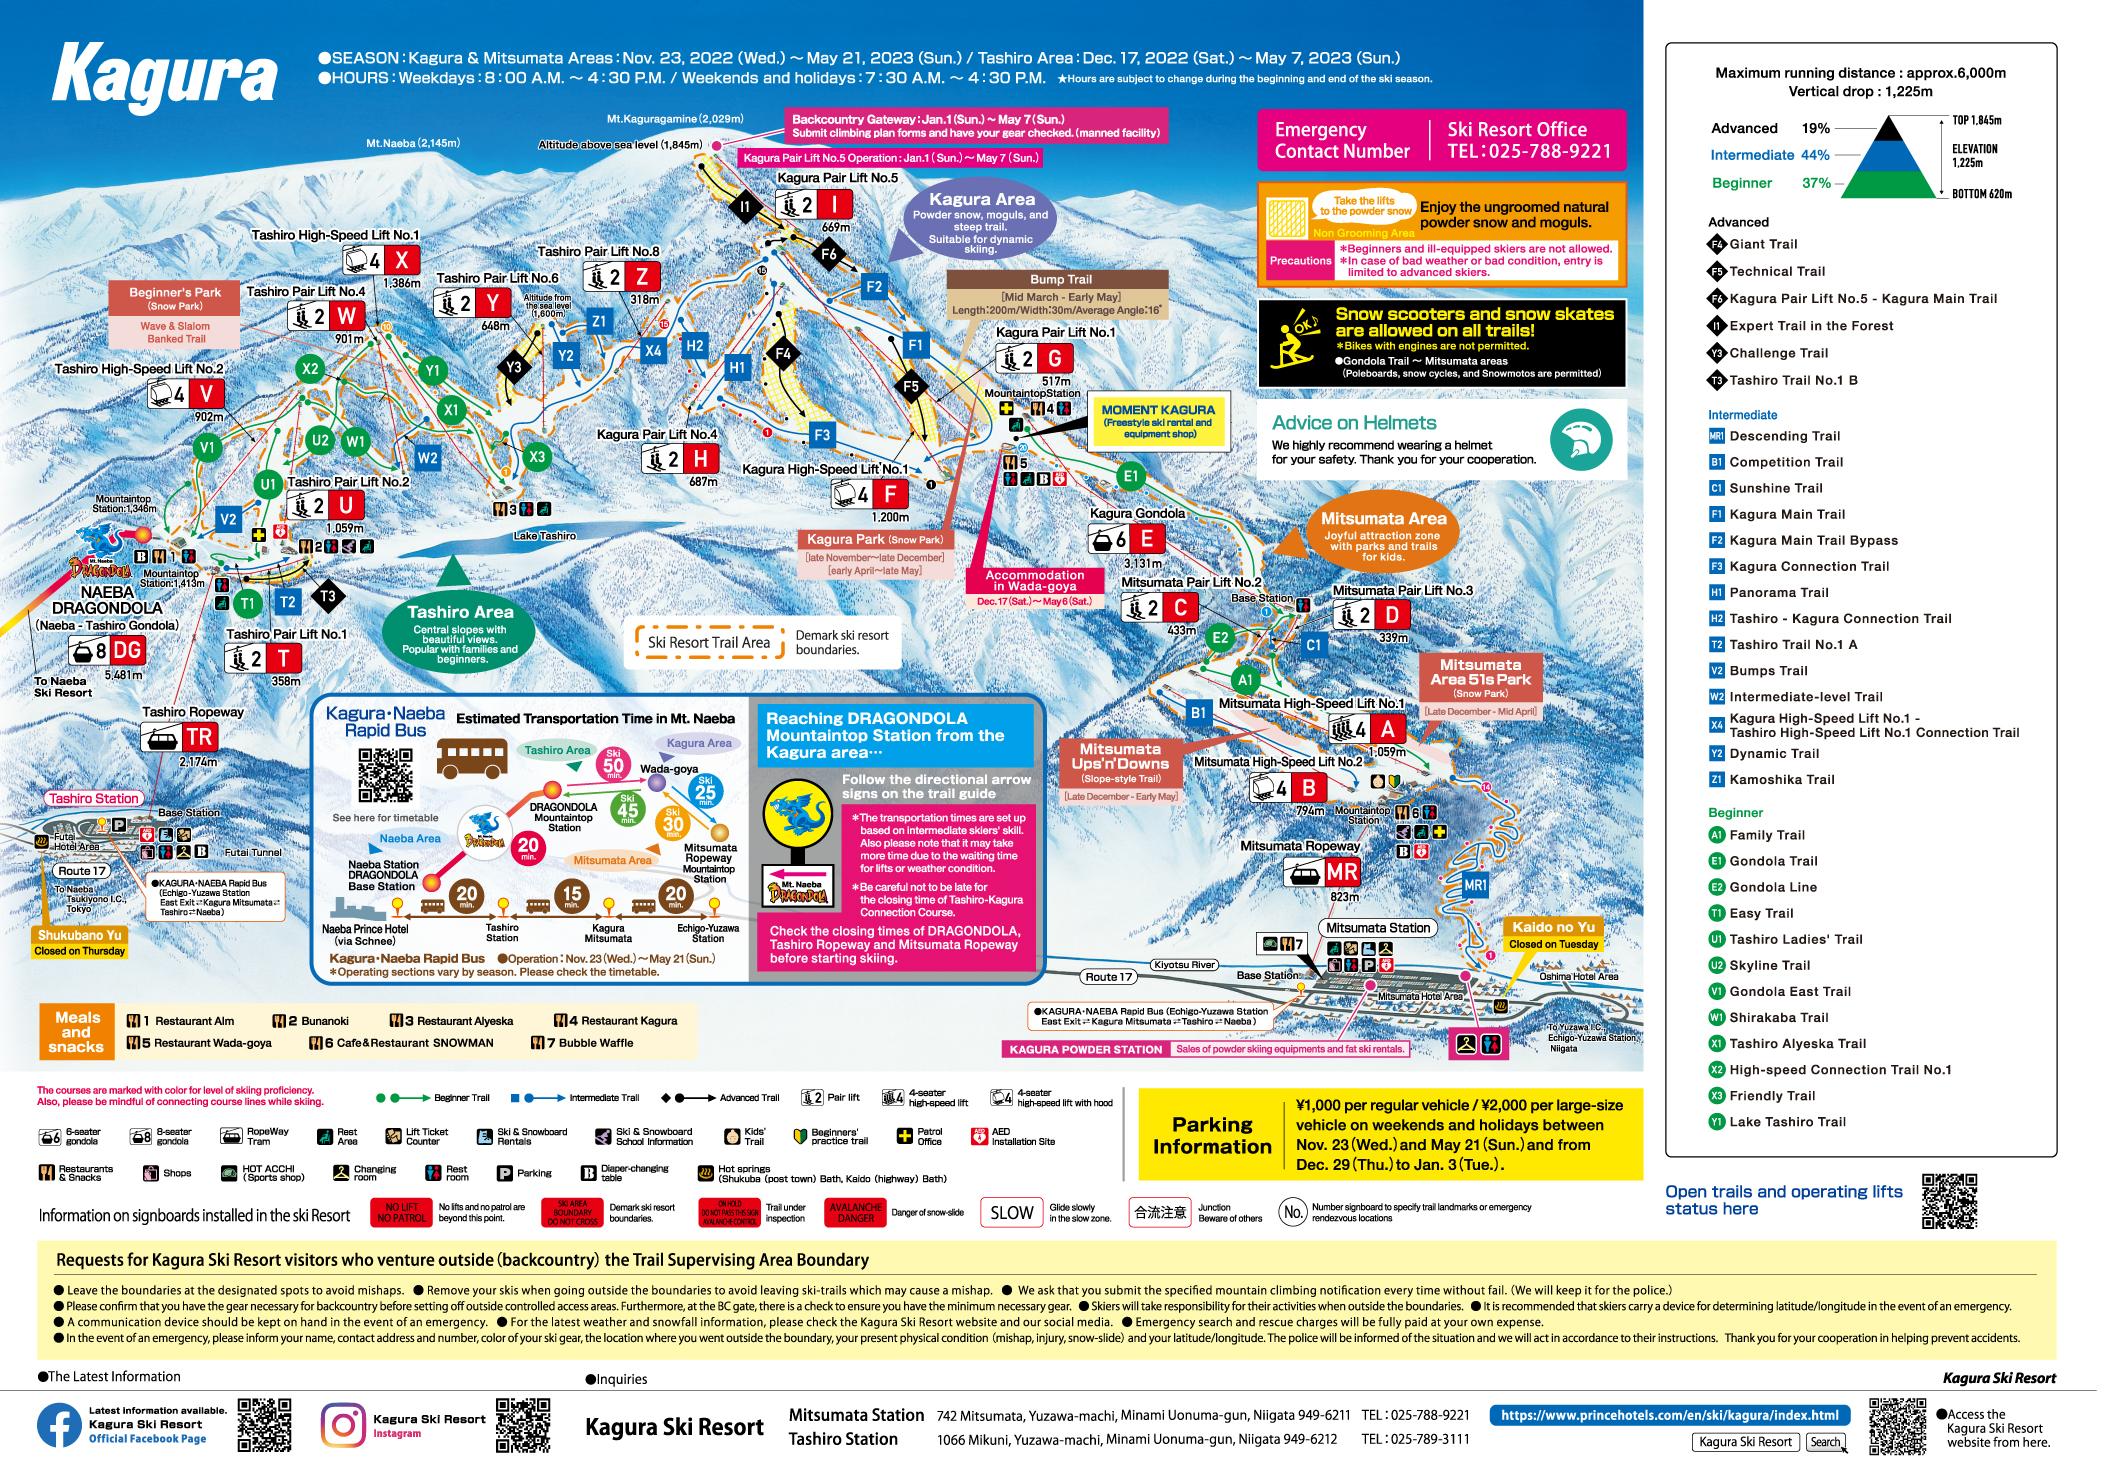 Kagura
●SEASON:Kagura & Mitsumata Areas:Nov. 23, 2022 (Wed.) ～ May 21, 2023 (Sun.) / Tashiro Area:Dec. 17, 2022 (Sat.) ～ May 7, 2023 (Sun.)
●HOURS:Weekdays:8:00 A.M. ～ 4:30 P.M. / Weekends and holidays:7:30 A.M. ～ 4:30 P.M. ★Hours are subject to change during the beginning and end of the ski season.
Mt.Kaguragamine (2,029m)
Mt.Naeba (2,145m)
Altitude above sea level (1,845m)
Backcountry Gateway:Jan.1 (Sun.) ～ May 7 (Sun.)
Submit climbing plan forms and have your gear checked. (manned facility)
Kagura Pair Lift No.5 Operation:Jan.1 (Sun.) ～ May 7 (Sun.)
Emergency
Contact Number
Ski Resort Office
TEL:025-788-9221
Take the lifts
to the powder snow
Non Grooming Area
Enjoy the ungroomed natural
powder snow and moguls.
Precautions
*Beginners and ill-equipped skiers are not allowed.
*In case of bad weather or bad condition, entry is
limited to advanced skiers.
OK♪
Snow scooters and snow skates
are allowed on all trails!
*Bikes with engines are not permitted.
●Gondola Trail ～ Mitsumata areas
(Poleboards, snow cycles, and Snowmotos are permitted)
Advice on Helmets
We highly recommend wearing a helmet
for your safety. Thank you for your cooperation.
Kagura Pair Lift No.5
2 I
669m
Kagura Area
Powder snow, moguls, and
steep trail.
Suitable for dynamic
skiing.
Tashiro High-Speed Lift No.1
4 X
1,386m
Tashiro Pair Lift No.8
2 Z
318m
Tashiro Pair Lift No.6
2 Y
648m
Altitude from
the sea level
(1,600m)
Beginner's Park
(Snow Park)
Wave & Slalom
Banked Trail
Tashiro Pair Lift No.4
2 W
901m
Bump Trail
[Mid March - Early May]
Length:200m/Width:30m/Average Angle:16°
Kagura Pair Lift No.1
2 G
517m
Mountaintop Station
4
5
MOMENT KAGURA
(Freestyle ski rental and
equipment shop)
Tashiro High-Speed Lift No.2
4 V
902m
Kagura Pair Lift No.4
2 H
687m
Kagura High-Speed Lift No.1
4 F
1,200m
Tashiro Pair Lift No.2
2 U
1,059m
I1
F6
F2
F1
F4
F5
F3
H1
H2
X4
Z1
Y2
Y3
Y1
X1
X2
X3
W1
W2
U2
U1
V1
V2
T1
T2
T3
E1
E2
C1
A1
B1
MR1
Mountaintop
Station:1,346m
Mt. Naeba
DRAGONDOLA
Mountaintop
Station:1,413m
1
2
3
Lake Tashiro
NAEBA
DRAGONDOLA
(Naeba - Tashiro Gondola)
8 DG
5,481m
To Naeba
Ski Resort
Tashiro Pair Lift No.1
2 T
358m
Tashiro Area
Central slopes with
beautiful views.
Popular with families and
beginners.
Ski Resort Trail Area
Demark ski resort
boundaries.
Kagura Park (Snow Park)
[late November～late December]
[early April～late May]
Accommodation
in Wada-goya
Dec.17 (Sat.) ～ May 6 (Sat.)
Kagura Gondola
6 E
3,131m
Mitsumata Area
Joyful attraction zone
with parks and trails
for kids.
Mitsumata Pair Lift No.2
2 C
433m
Base Station
Mitsumata Pair Lift No.3
2 D
339m
Mitsumata
Area 51s Park
(Snow Park)
[Late December - Mid April]
Mitsumata High-Speed Lift No.1
4 A
1,059m
Mitsumata
Ups'n'Downs
(Slope-style Trail)
[Late December - Early May]
Mitsumata High-Speed Lift No.2
4 B
794m
Mountaintop
Station
6
Mitsumata Ropeway
MR
823m
Mitsumata Station
7
Base Station
Kaido no Yu
Closed on Tuesday
Kiyotsu River
Route 17
Oshima Hotel Area
Mitsumata Hotel Area
●KAGURA・NAEBA Rapid Bus (Echigo-Yuzawa Station
East Exit⇄Kagura Mitsumata⇄Tashiro⇄Naeba)
To Yuzawa I.C.,
Echigo-Yuzawa Station,
Niigata
KAGURA POWDER STATION
Sales of powder skiing equipments and fat ski rentals.
Tashiro Ropeway
TR
2,174m
Tashiro Station
Base Station
Futai
Hotel Area
Futai Tunnel
Route 17
To Naeba
Tsukiyono I.C.,
Tokyo
●KAGURA・NAEBA Rapid Bus
(Echigo-Yuzawa Station
East Exit⇄Kagura Mitsumata⇄
Tashiro⇄Naeba)
Shukubano Yu
Closed on Thursday
Kagura・Naeba
Rapid Bus
See here for timetable
Estimated Transportation Time in Mt. Naeba
Tashiro Area
Kagura Area
Ski
50
min.
Wada-goya
Ski
25
min.
Ski
45
min.
Ski
30
min.
DRAGONDOLA
Mountaintop
Station
Naeba Area
20
min.
Mitsumata Area
Mitsumata
Ropeway
Mountaintop
Station
Naeba Station
DRAGONDOLA
Base Station
20
min.
15
min.
20
min.
Naeba Prince Hotel
(via Schnee)
Tashiro
Station
Kagura
Mitsumata
Echigo-Yuzawa
Station
Kagura・Naeba Rapid Bus ●Operation:Nov. 23 (Wed.) ～ May 21 (Sun.)
*Operating sections vary by season. Please check the timetable.
Reaching DRAGONDOLA
Mountaintop Station from the
Kagura area…
Follow the directional arrow
signs on the trail guide
Mt. Naeba
DRAGONDOLA
*The transportation times are set up
based on intermediate skiers' skill.
Also please note that it may take
more time due to the waiting time
for lifts or weather condition.
*Be careful not to be late for
the closing time of Tashiro-Kagura
Connection Course.
Check the closing times of DRAGONDOLA,
Tashiro Ropeway and Mitsumata Ropeway
before starting skiing.
Meals
and
snacks
1 Restaurant Alm
2 Bunanoki
3 Restaurant Alyeska
4 Restaurant Kagura
5 Restaurant Wada-goya
6 Cafe&Restaurant SNOWMAN
7 Bubble Waffle
The courses are marked with color for level of skiing proficiency.
Also, please be mindful of connecting course lines while skiing.
Beginner Trail
Intermediate Trail
Advanced Trail
2 Pair lift
4 4-seater
high-speed lift
4 4-seater
high-speed lift with hood
6 6-seater
gondola
8 8-seater
gondola
RopeWay
Tram
Rest
Area
Lift Ticket
Counter
Ski & Snowboard
Rentals
Ski & Snowboard
School Information
Kids'
Trail
Beginners'
practice trail
Patrol
Office
AED
Installation Site
Restaurants
& Snacks
Shops
HOT ACCHI
(Sports shop)
Changing
room
Rest
room
P Parking
B Diaper-changing
table
Hot springs
(Shukuba (post town) Bath, Kaido (highway) Bath)
Parking
Information
¥1,000 per regular vehicle / ¥2,000 per large-size
vehicle on weekends and holidays between
Nov. 23 (Wed.) and May 21 (Sun.) and from
Dec. 29 (Thu.) to Jan. 3 (Tue.).
Information on signboards installed in the ski Resort
NO LIFT
NO PATROL
No lifts and no patrol are
beyond this point.
SKI AREA
BOUNDARY
DO NOT CROSS
Demark ski resort
boundaries.
ON HOLD
DO NOT PASS THIS SIGN
AVALANCHE CONTROL
Trail under
inspection
AVALANCHE
DANGER
Danger of snow-slide
SLOW
Glide slowly
in the slow zone.
合流注意
Junction
Beware of others
No.
Number signboard to specify trail landmarks or emergency
rendezvous locations
Maximum running distance : approx.6,000m
Vertical drop : 1,225m
Advanced 19%
Intermediate 44%
Beginner 37%
TOP 1,845m
ELEVATION
1,225m
BOTTOM 620m
Advanced
F4 Giant Trail
F5 Technical Trail
F6 Kagura Pair Lift No.5 - Kagura Main Trail
I1 Expert Trail in the Forest
Y3 Challenge Trail
T3 Tashiro Trail No.1 B
Intermediate
MR1 Descending Trail
B1 Competition Trail
C1 Sunshine Trail
F1 Kagura Main Trail
F2 Kagura Main Trail Bypass
F3 Kagura Connection Trail
H1 Panorama Trail
H2 Tashiro - Kagura Connection Trail
T2 Tashiro Trail No.1 A
V2 Bumps Trail
W2 Intermediate-level Trail
X4 Kagura High-Speed Lift No.1 -
Tashiro High-Speed Lift No.1 Connection Trail
Y2 Dynamic Trail
Z1 Kamoshika Trail
Beginner
A1 Family Trail
E1 Gondola Trail
E2 Gondola Line
T1 Easy Trail
U1 Tashiro Ladies' Trail
U2 Skyline Trail
V1 Gondola East Trail
W1 Shirakaba Trail
X1 Tashiro Alyeska Trail
X2 High-speed Connection Trail No.1
X3 Friendly Trail
Y1 Lake Tashiro Trail
Open trails and operating lifts
status here
Requests for Kagura Ski Resort visitors who venture outside (backcountry) the Trail Supervising Area Boundary
● Leave the boundaries at the designated spots to avoid mishaps. ● Remove your skis when going outside the boundaries to avoid leaving ski-trails which may cause a mishap. ● We ask that you submit the specified mountain climbing notification every time without fail. (We will keep it for the police.)
● Please confirm that you have the gear necessary for backcountry before setting off outside controlled access areas. Furthermore, at the BC gate, there is a check to ensure you have the minimum necessary gear. ● Skiers will take responsibility for their activities when outside the boundaries. ● It is recommended that skiers carry a device for determining latitude/longitude in the event of an emergency.
● A communication device should be kept on hand in the event of an emergency. ● For the latest weather and snowfall information, please check the Kagura Ski Resort website and our social media. ● Emergency search and rescue charges will be fully paid at your own expense.
● In the event of an emergency, please inform your name, contact address and number, color of your ski gear, the location where you went outside the boundary, your present physical condition (mishap, injury, snow-slide) and your latitude/longitude. The police will be informed of the situation and we will act in accordance to their instructions. Thank you for your cooperation in helping prevent accidents.
●The Latest Information
●Inquiries
Kagura Ski Resort
Latest information available.
Kagura Ski Resort
Official Facebook Page
Kagura Ski Resort
Instagram
Kagura Ski Resort
Mitsumata Station 742 Mitsumata, Yuzawa-machi, Minami Uonuma-gun, Niigata 949-6211 TEL:025-788-9221
Tashiro Station 1066 Mikuni, Yuzawa-machi, Minami Uonuma-gun, Niigata 949-6212 TEL:025-789-3111
https://www.princehotels.com/en/ski/kagura/index.html
Kagura Ski Resort Search
●Access the
Kagura Ski Resort
website from here.